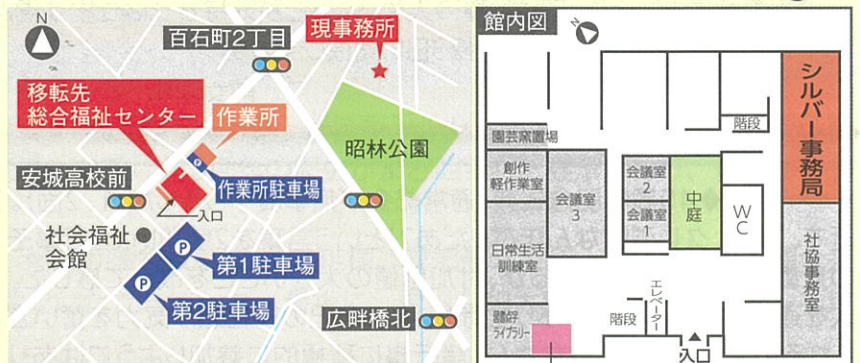 N
百石町2丁目
現事務所
移転先
総合福祉センター
作業所
昭林公園
安城高校前
作業所駐車場
入口
社会福祉
会館
P
P
P
第1駐車場
第2駐車場
広畔橋北
館内図
N
シルバー事務局
階段
園芸窯置場
創作
軽作業室
会議室
3
会議室
2
会議室
1
中庭
WC
日常生活
訓練室
社協事務室
ライブラリー
階段
エレベーター
入口